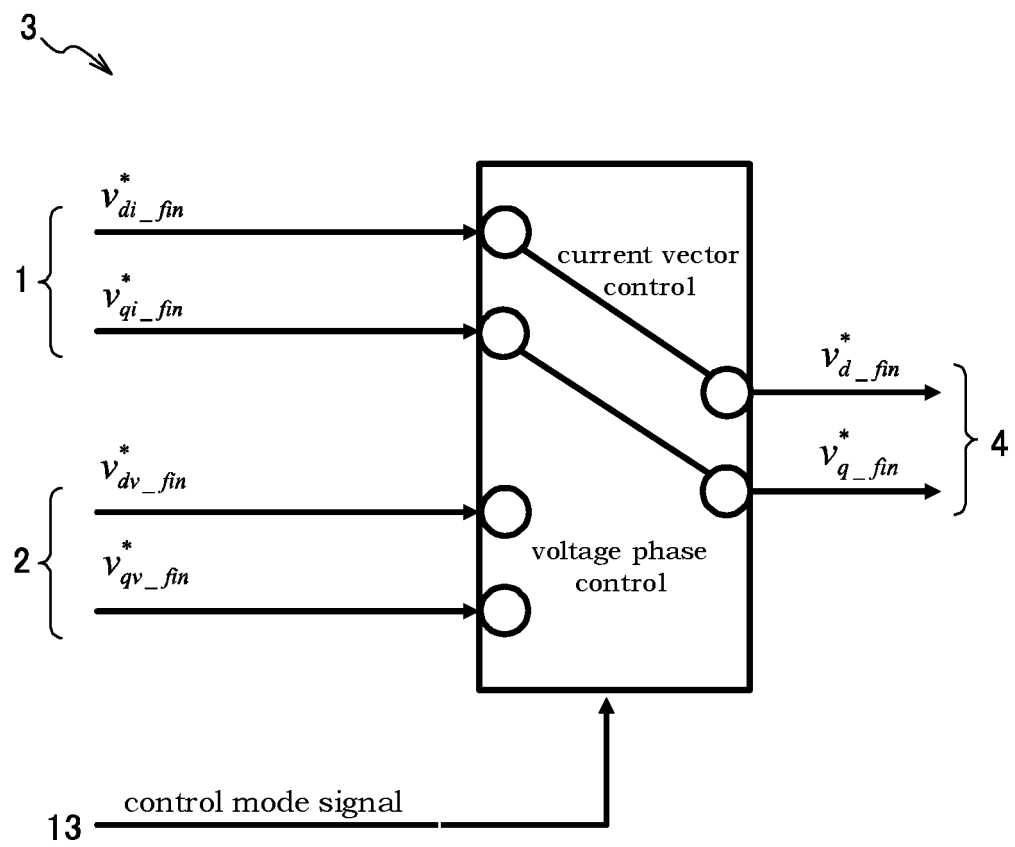 3
v*di_fin
1
current vector
control
v*qi_fin
v*d_fin
4
v*q_fin
v*dv_fin
2
voltage phase
control
v*qv_fin
control mode signal
13